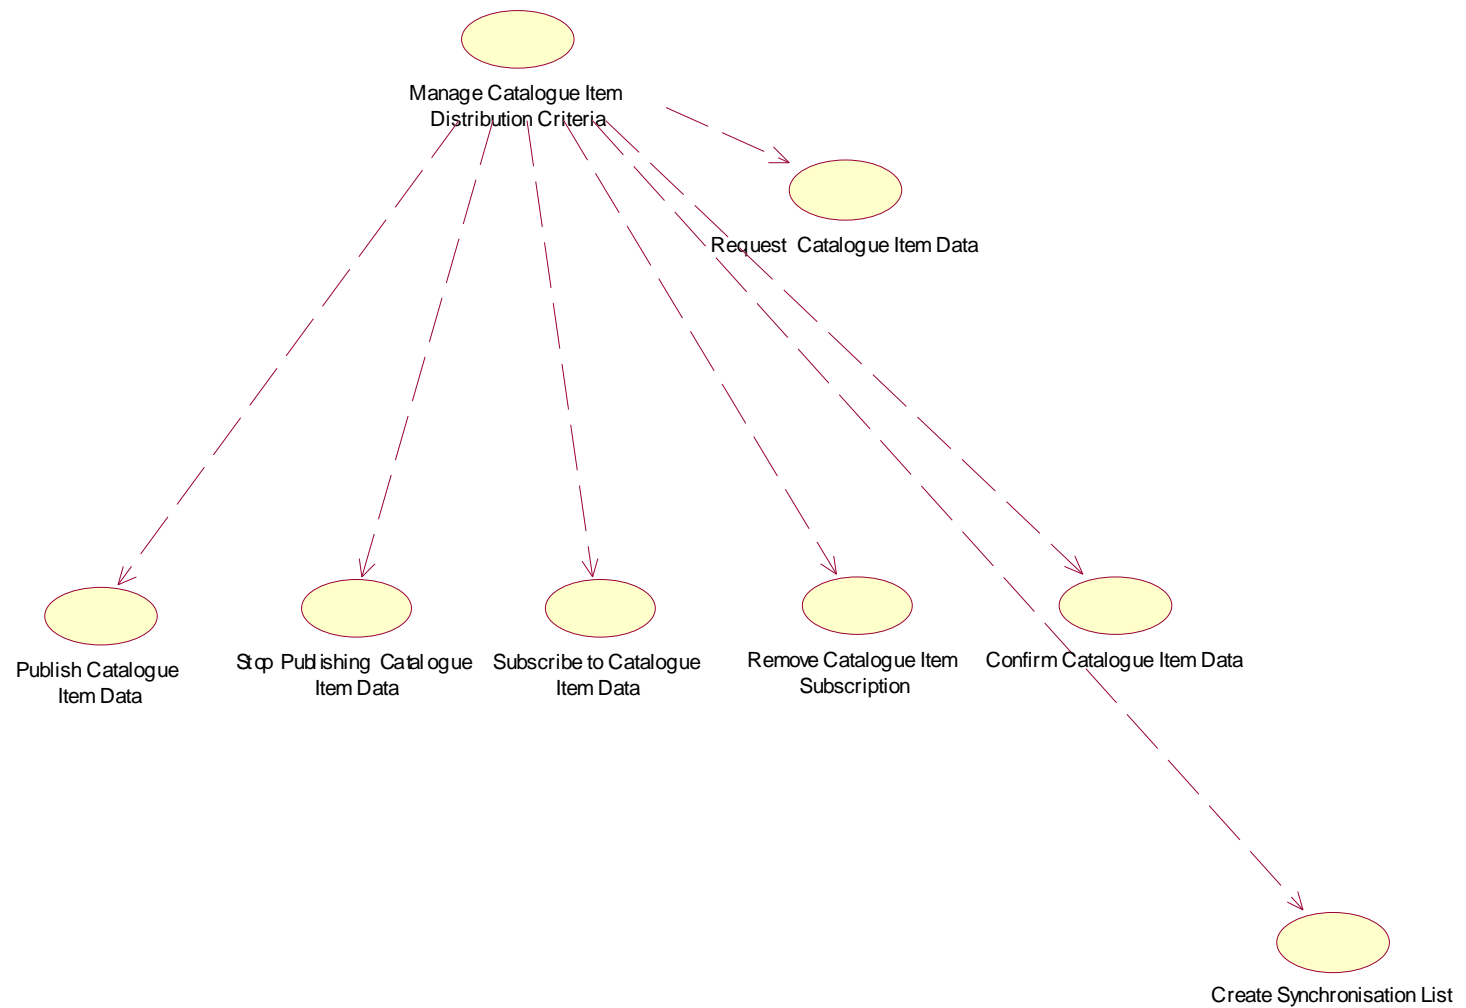 Manage Catalogue Item
Distribution Criteria
Request Catalogue Item Data
Publish Catalogue
Item Data
Stop Publishing Catalogue
Item Data
Subscribe to Catalogue
Item Data
Remove Catalogue Item
Subscription
Confirm Catalogue Item Data
Create Synchronisation List